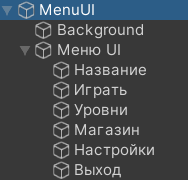 MenuUI
Background
Меню UI
Название
Играть
Уровни
Магазин
Настройки
Выход